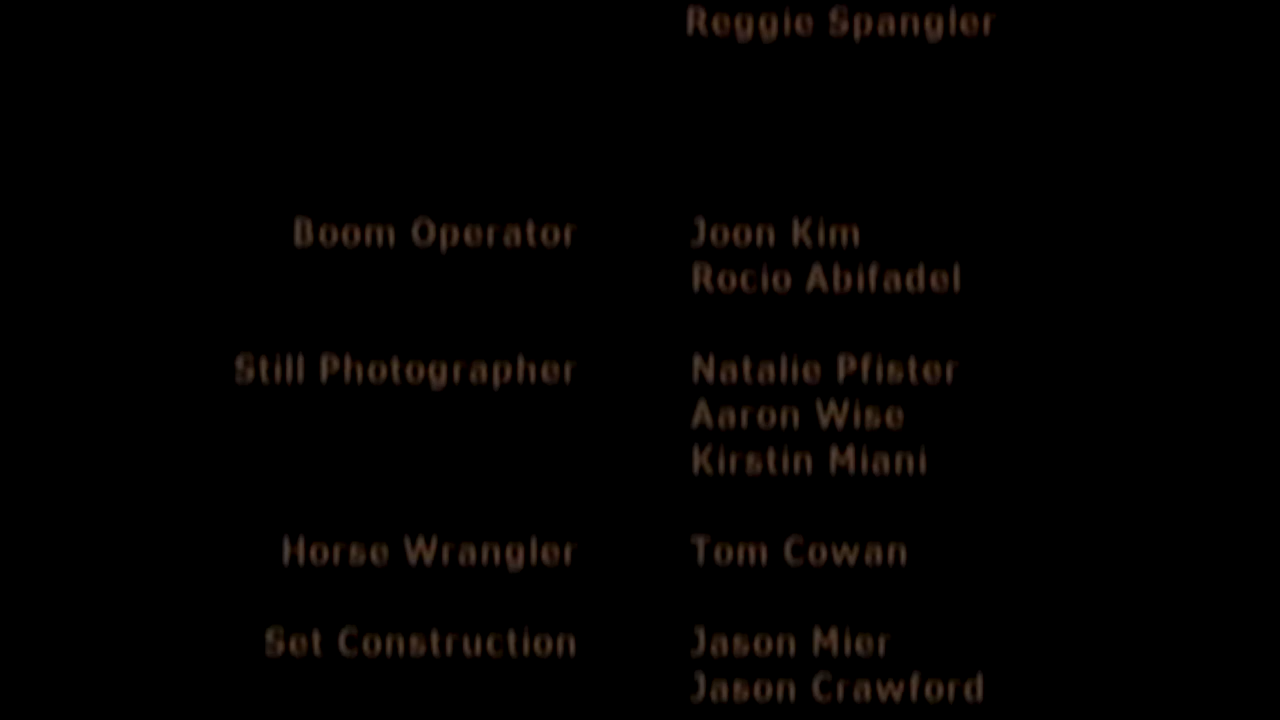 Reggie Spangler
Boom Operator Joon Kim
Rocio Abifadel
Still Photographer Natalie Pfister
Aaron Wise
Kirstin Miani
Horse Wrangler Tom Cowan
Set Construction Jason Mier
Jason Crawford